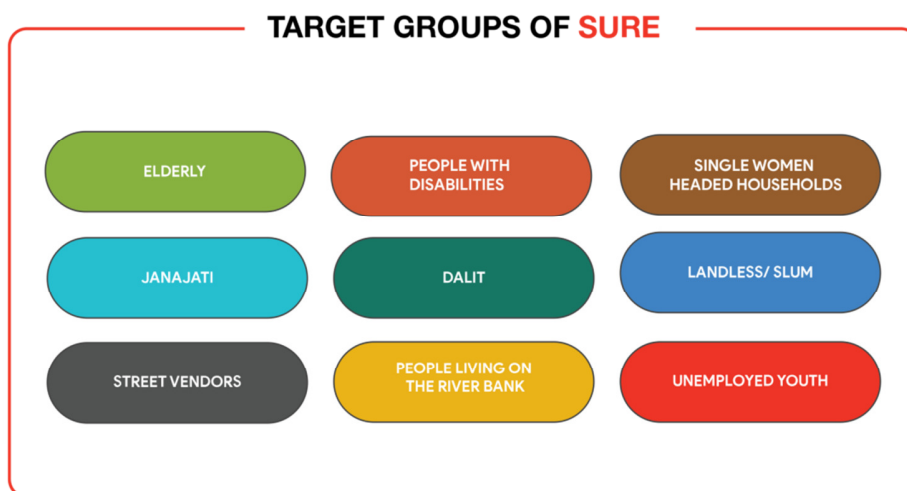 TARGET GROUPS OF SURE
ELDERLY
PEOPLE WITH
DISABILITIES
SINGLE WOMEN
HEADED HOUSEHOLDS
JANAJATI
DALIT
LANDLESS/ SLUM
STREET VENDORS
PEOPLE LIVING ON
THE RIVER BANK
UNEMPLOYED YOUTH